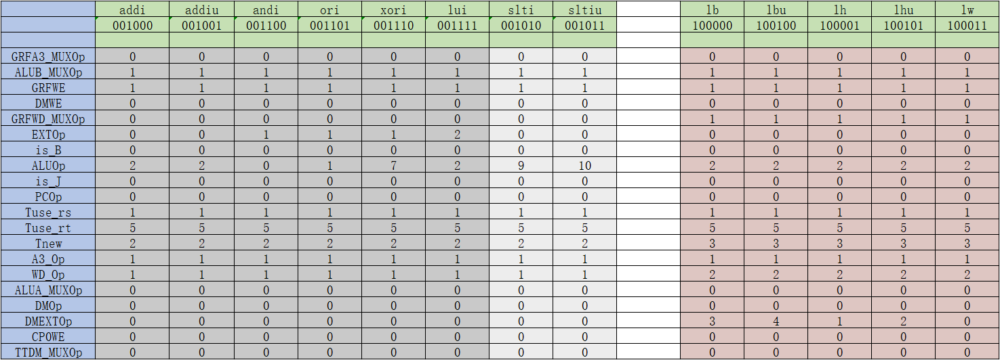 addi addiu andi ori xori lui slti sltiu lb lbu lh lhu lw
001000 001001 001100 001101 001110 001111 001010 001011 100000 100100 100001 100101 100011
GRFA3_MUXOp 0 0 0 0 0 0 0 0 0 0 0 0 0
ALUB_MUXOp 1 1 1 1 1 1 1 1 1 1 1 1 1
GRFWE 1 1 1 1 1 1 1 1 1 1 1 1 1
DMWE 0 0 0 0 0 0 0 0 0 0 0 0 0
GRFWD_MUXOp 0 0 0 0 0 0 0 0 1 1 1 1 1
EXTOp 0 0 1 1 1 2 0 0 0 0 0 0 0
is_B 0 0 0 0 0 0 0 0 0 0 0 0 0
ALUOp 2 2 0 1 7 2 9 10 2 2 2 2 2
is_J 0 0 0 0 0 0 0 0 0 0 0 0 0
PCOp 0 0 0 0 0 0 0 0 0 0 0 0 0
Tuse_rs 1 1 1 1 1 1 1 1 1 1 1 1 1
Tuse_rt 5 5 5 5 5 5 5 5 5 5 5 5 5
Tnew 2 2 2 2 2 2 2 2 3 3 3 3 3
A3_Op 1 1 1 1 1 1 1 1 1 1 1 1 1
WD_Op 1 1 1 1 1 1 1 1 2 2 2 2 2
ALUA_MUXOp 0 0 0 0 0 0 0 0 0 0 0 0 0
DMOp 0 0 0 0 0 0 0 0 0 0 0 0 0
DMEXTOp 0 0 0 0 0 0 0 0 3 4 1 2 0
CP0WE 0 0 0 0 0 0 0 0 0 0 0 0 0
TTDM_MUXOp 0 0 0 0 0 0 0 0 0 0 0 0 0